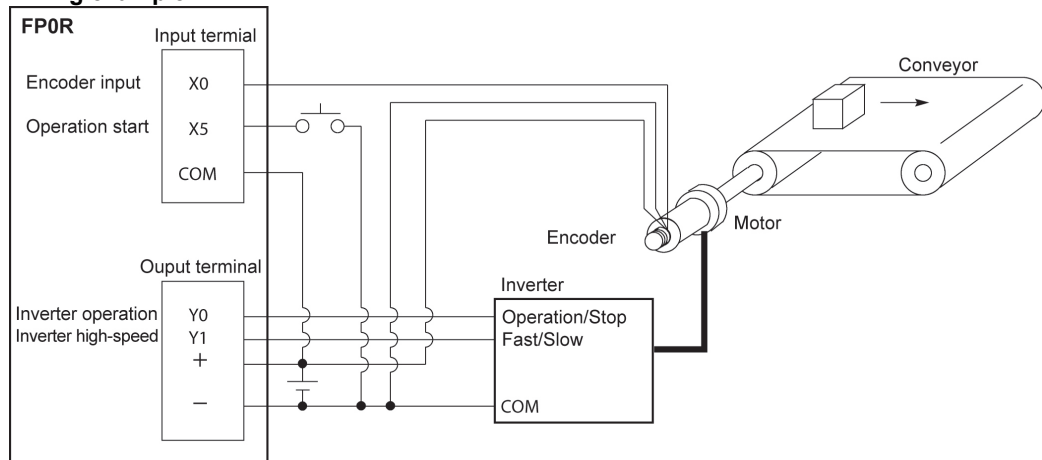 FP0R
Input termial
Encoder input
X0
Operation start
X5
COM
Conveyor
Encoder
Motor
Ouput terminal
Inverter
Inverter operation
Y0
Operation/Stop
Inverter high-speed
Y1
Fast/Slow
+
−
COM